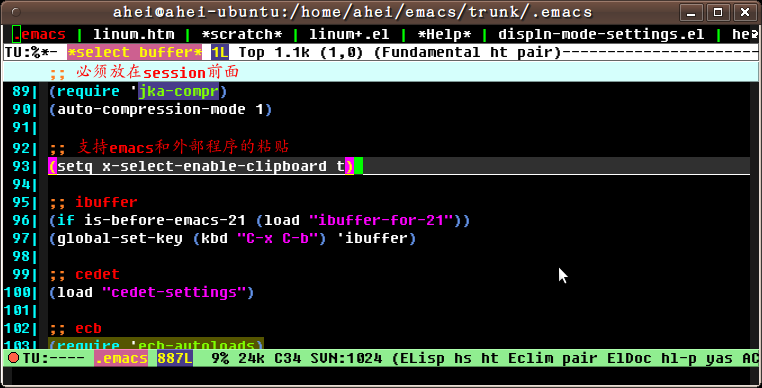 ahei@ahei-ubuntu:/home/ahei/emacs/trunk/.emacs
.emacs | linum.htm | *scratch* | linum+.el | *Help* | displn-mode-settings.el | he
TU:%*- *select buffer* 1L Top 1.1k (1,0) (Fundamental ht pair)
;; 必须放在session前面
89| (require 'jka-compr)
90| (auto-compression-mode 1)
91|
92| ;; 支持emacs和外部程序的粘贴
93| (setq x-select-enable-clipboard t)
94|
95| ;; ibuffer
96| (if is-before-emacs-21 (load "ibuffer-for-21"))
97| (global-set-key (kbd "C-x C-b") 'ibuffer)
98|
99| ;; cedet
100| (load "cedet-settings")
101|
102| ;; ecb
103| (require 'ecb-autoloads)
TU:---- .emacs 887L 9% 24k C34 SVN:1024 (ELisp hs ht Eclim pair ElDoc hl-p yas AC